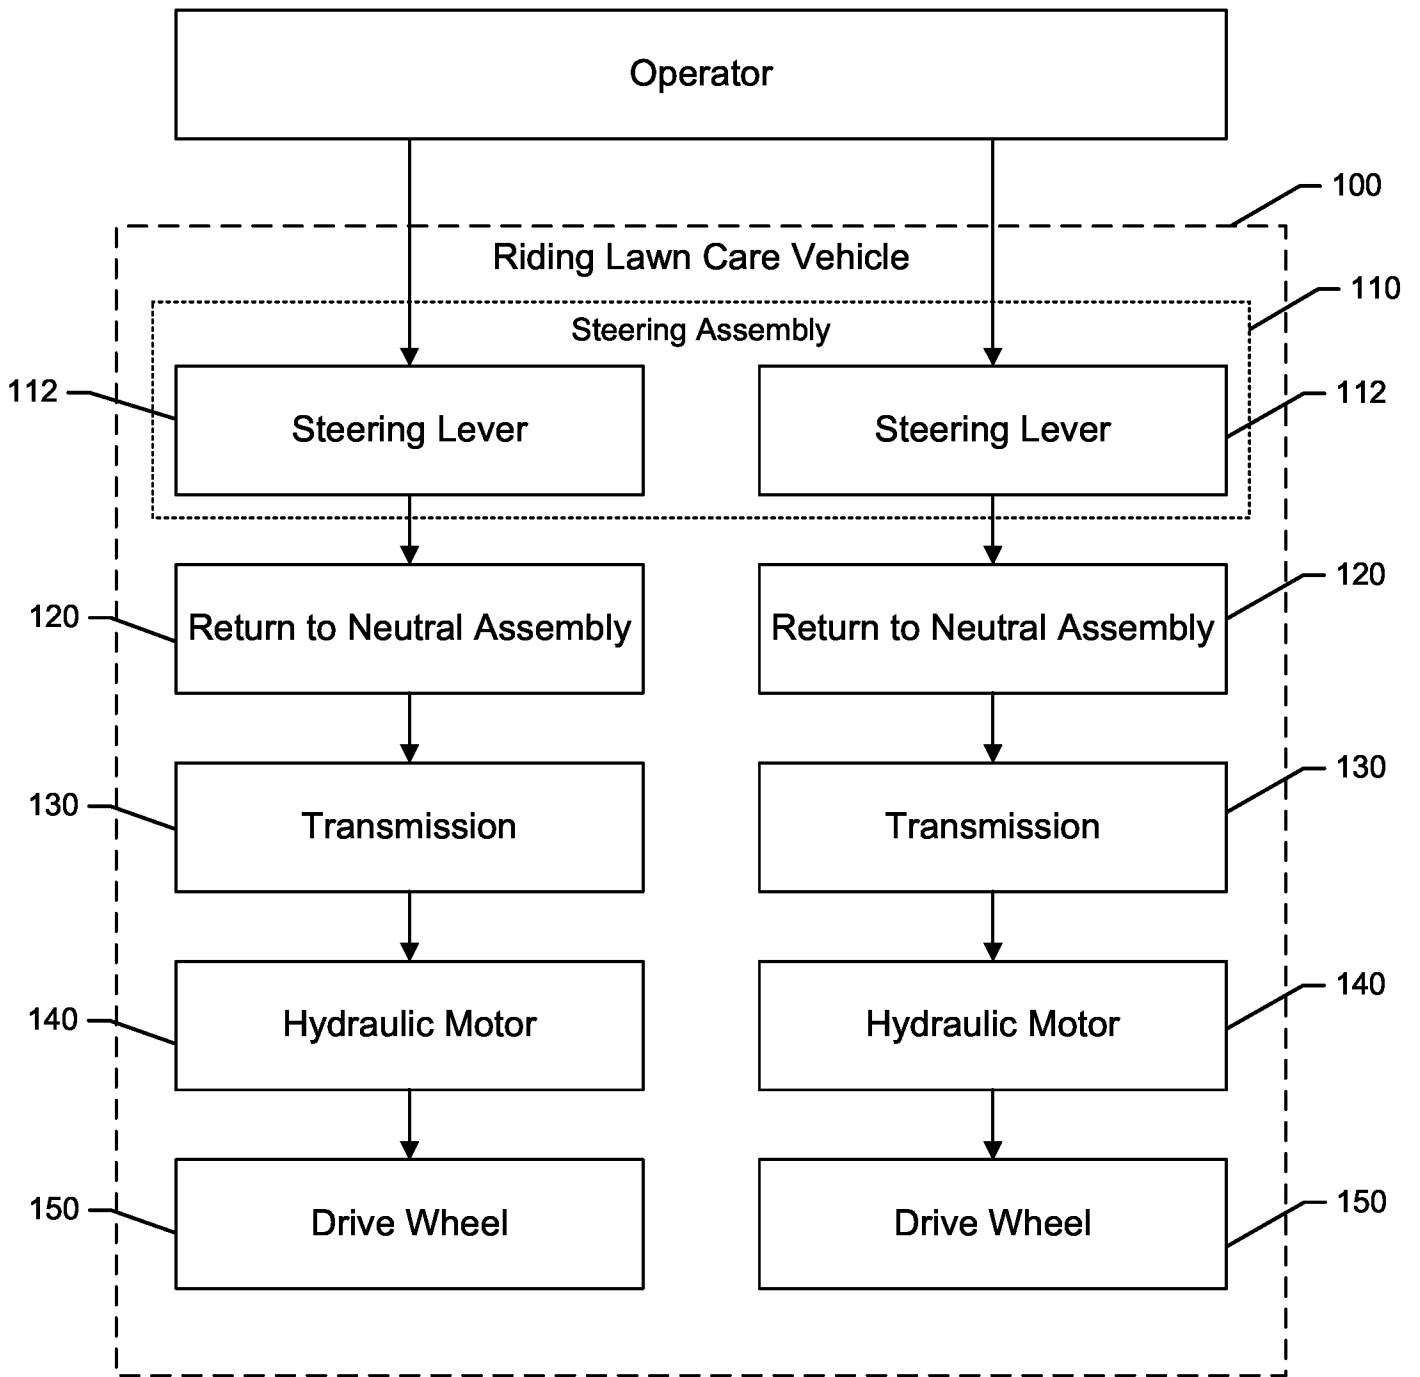 Operator
100
Riding Lawn Care Vehicle
110
Steering Assembly
112 Steering Lever Steering Lever 112
120 Return to Neutral Assembly Return to Neutral Assembly 120
130 Transmission Transmission 130
140 Hydraulic Motor Hydraulic Motor 140
150 Drive Wheel Drive Wheel 150